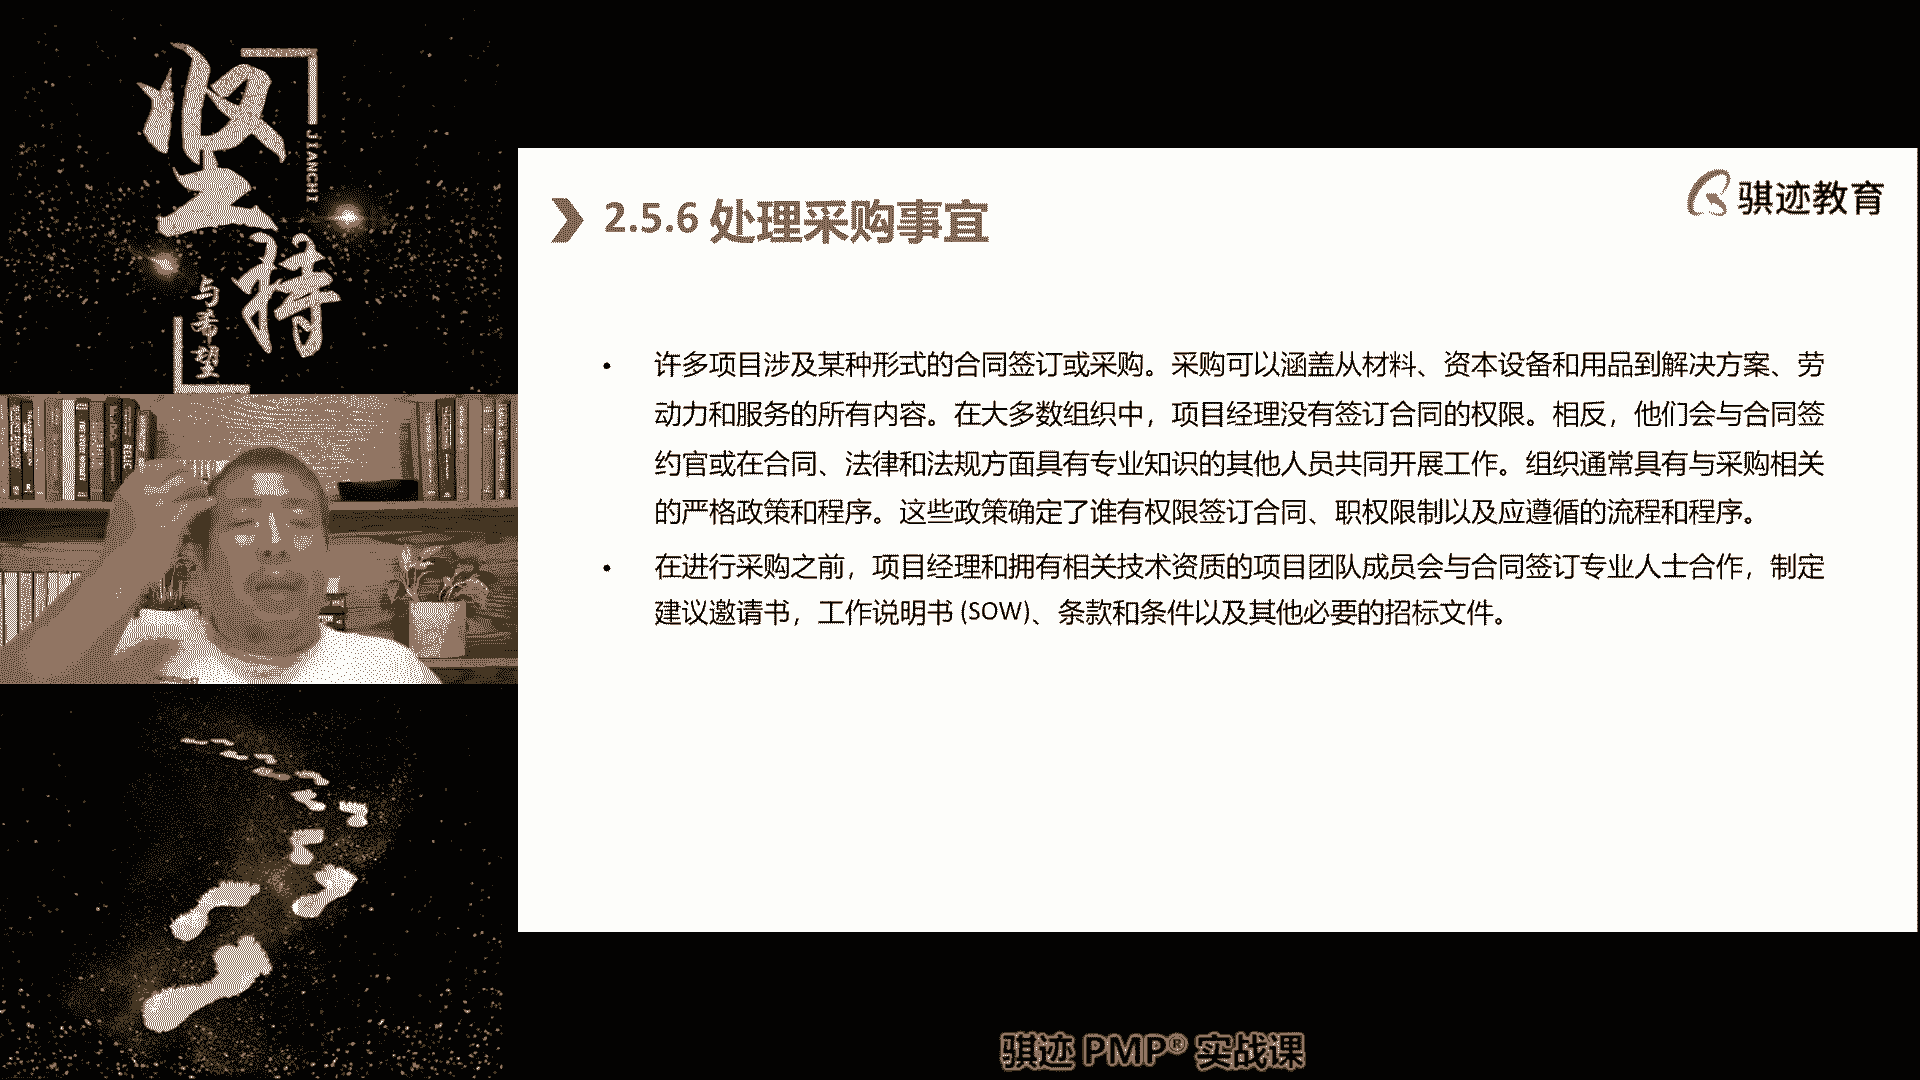 坚持
JIANCHI
与希望
骐迹教育
2.5.6 处理采购事宜
• 许多项目涉及某种形式的合同签订或采购。采购可以涵盖从材料、资本设备和用品到解决方案、劳
动力和服务的所有内容。在大多数组织中，项目经理没有签订合同的权限。相反，他们会与合同签
约官或在合同、法律和法规方面具有专业知识的其他人员共同开展工作。组织通常具有与采购相关
的严格政策和程序。这些政策确定了谁有权限签订合同、职权限制以及应遵循的流程和程序。
• 在进行采购之前，项目经理和拥有相关技术资质的项目团队成员会与合同签订专业人士合作，制定
建议邀请书，工作说明书 (SOW)、条款和条件以及其他必要的招标文件。
骐迹 PMP® 实战课